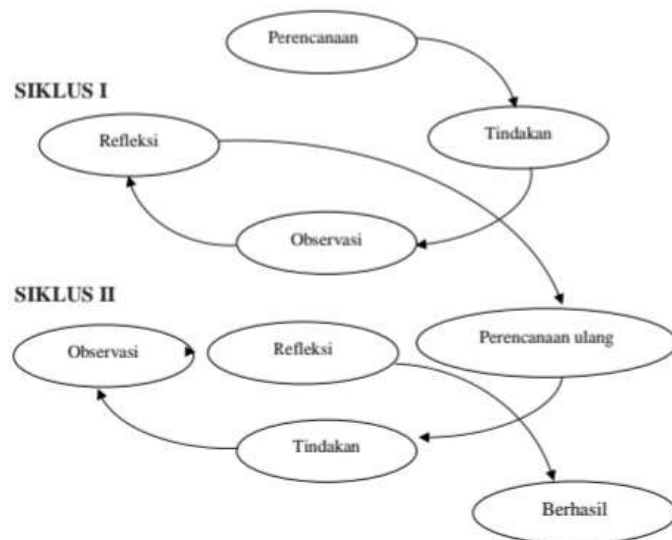 Perencanaan
SIKLUS I
Tindakan
Refleksi
Observasi
SIKLUS II
Perencanaan ulang
Observasi
Refleksi
Tindakan
Berhasil